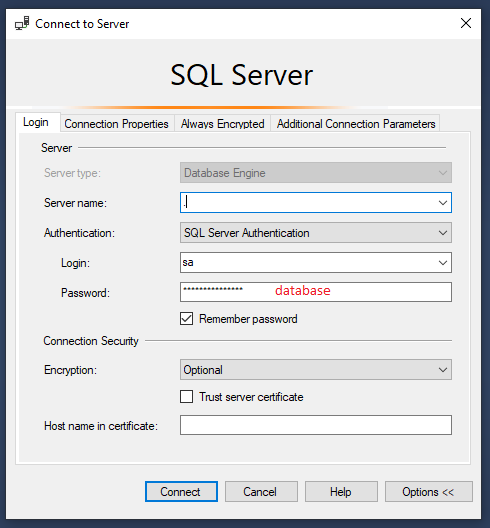 Connect to Server
SQL Server
Login Connection Properties Always Encrypted Additional Connection Parameters
Server
Server type: Database Engine
Server name: .
Authentication: SQL Server Authentication
Login: sa
Password: *************** database
Remember password
Connection Security
Encryption: Optional
Trust server certificate
Host name in certificate:
Connect Cancel Help Options <<